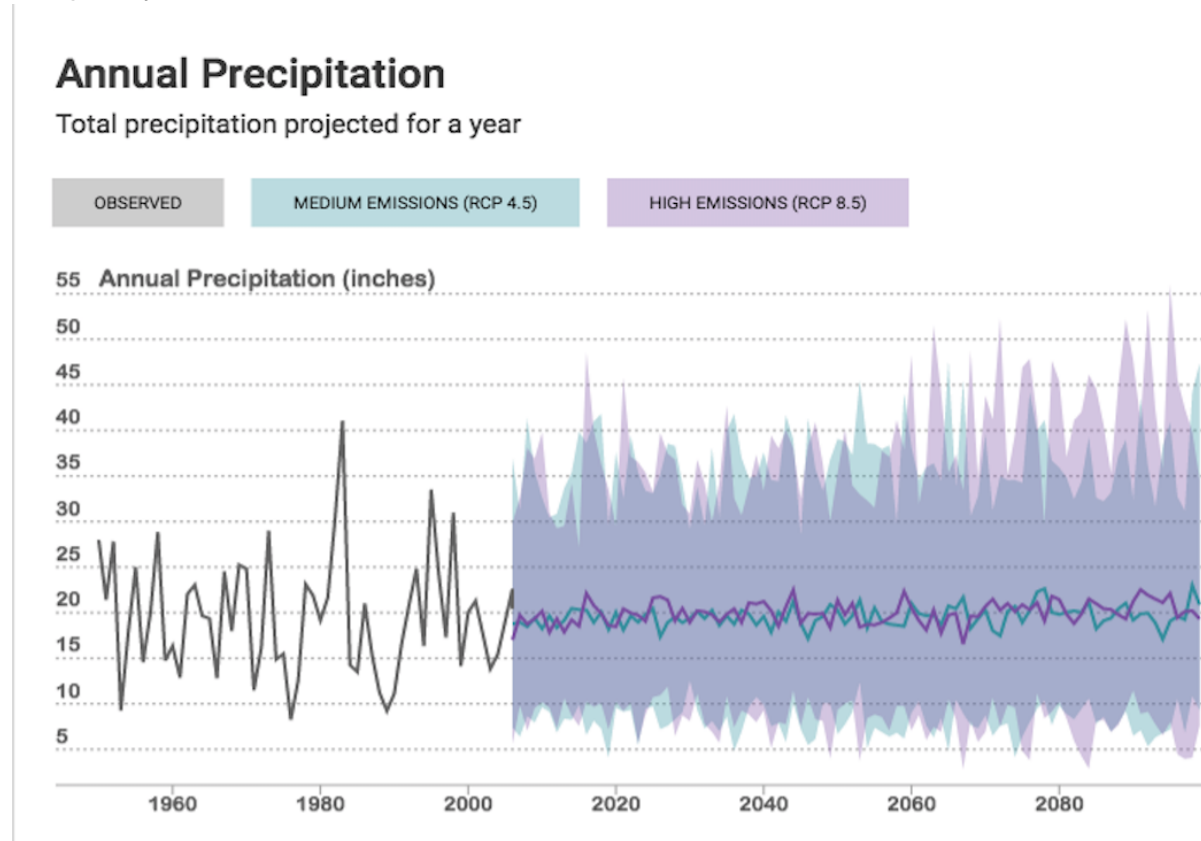 Annual Precipitation
Total precipitation projected for a year
OBSERVED MEDIUM EMISSIONS (RCP 4.5) HIGH EMISSIONS (RCP 8.5)
55 Annual Precipitation (inches)
50
45
40
35
30
25
20
15
10
5
1960 1980 2000 2020 2040 2060 2080